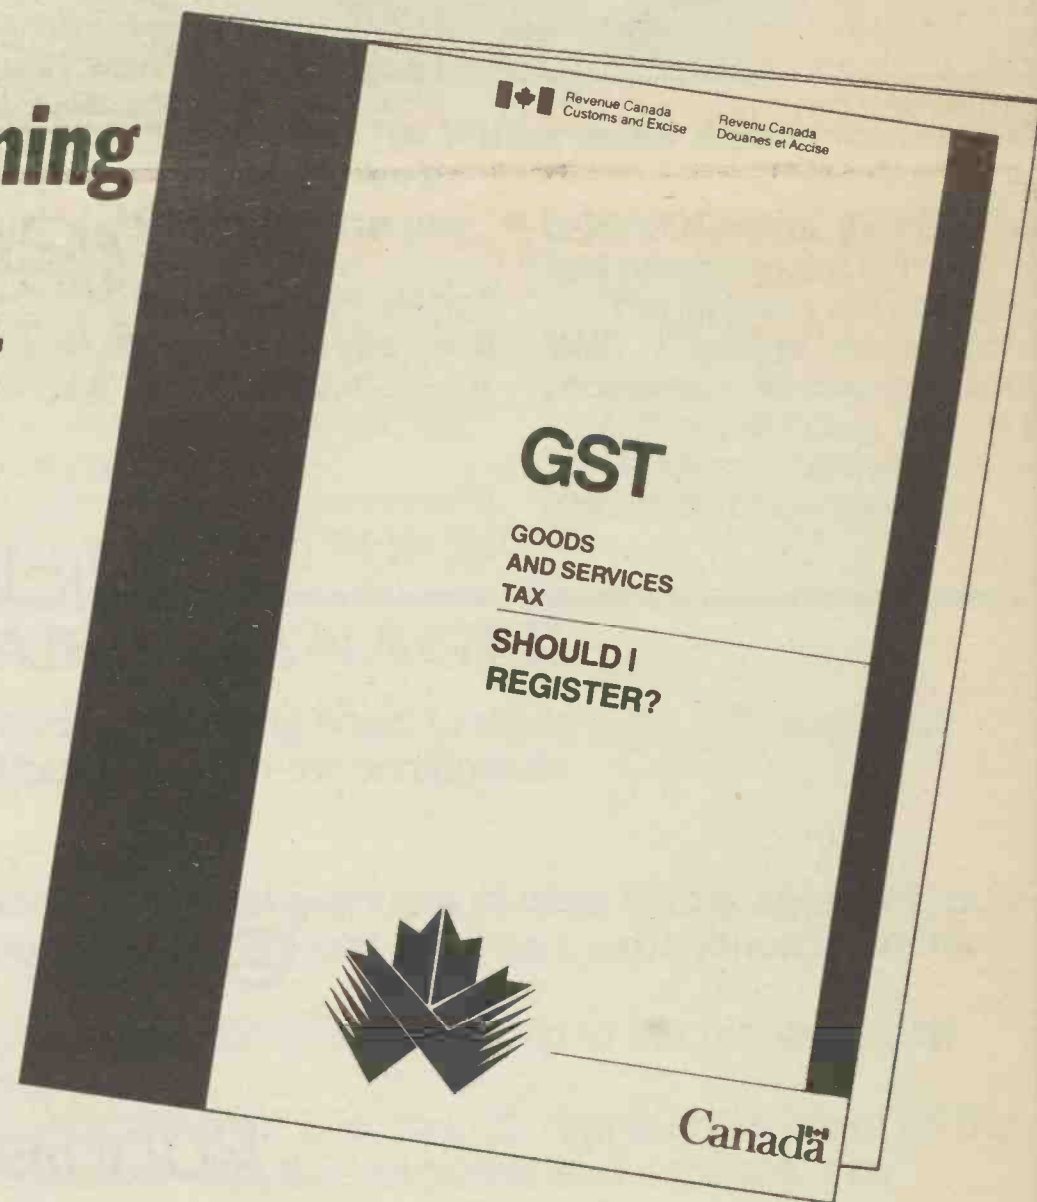 ning
Revenue Canada
Customs and Excise
Revenu Canada
Douanes et Accise
GST
GOODS
AND SERVICES
TAX
SHOULD I
REGISTER?
Canada